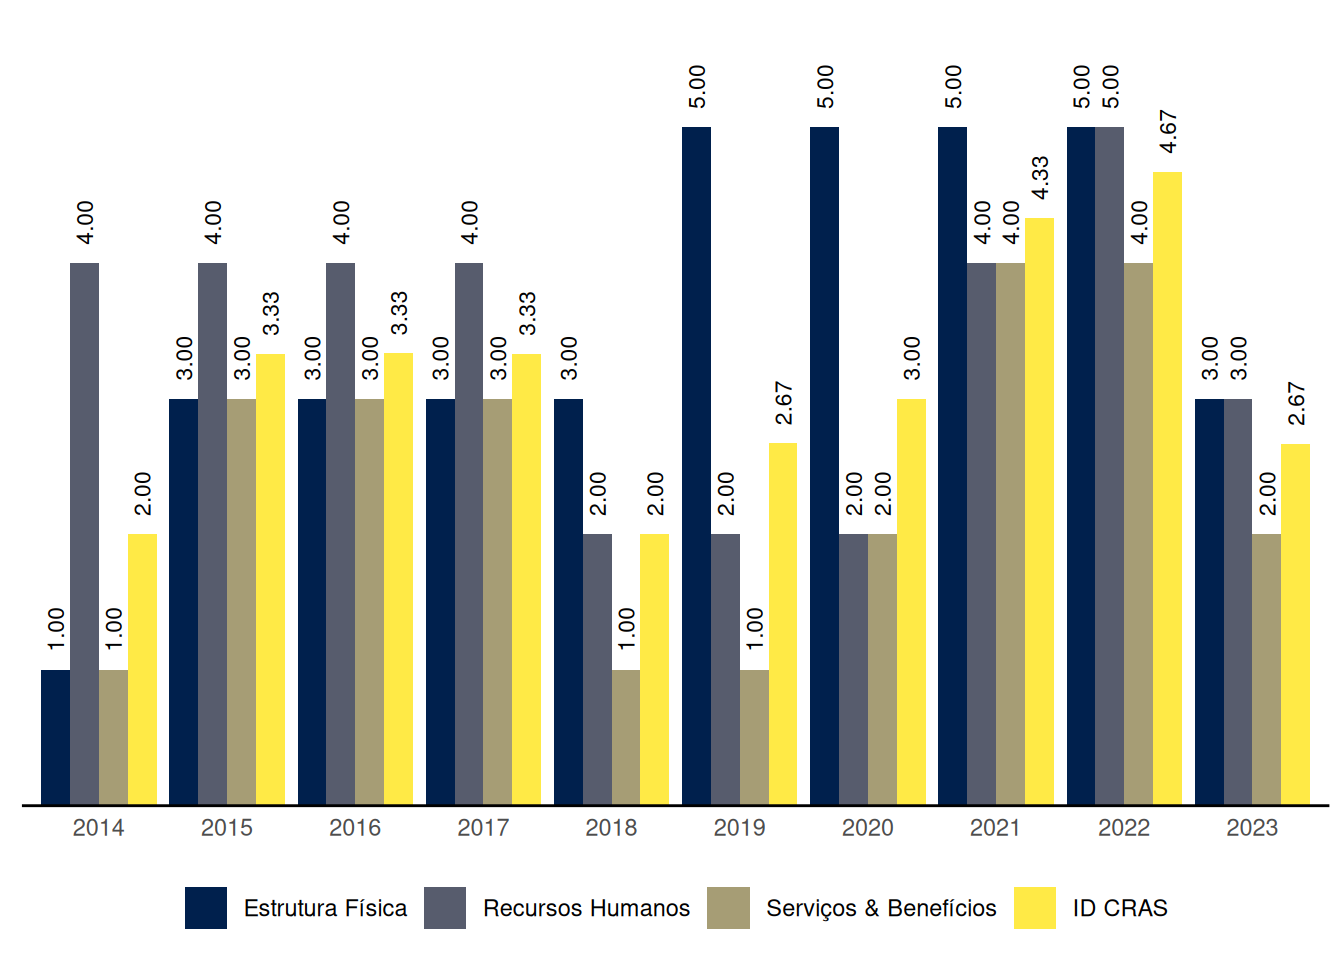 1.00 4.00 1.00 2.00
3.00 4.00 3.00 3.33
3.00 4.00 3.00 3.33
3.00 4.00 3.00 3.33
3.00 2.00 1.00 2.00
5.00 2.00 1.00 2.67
5.00 2.00 2.00 3.00
5.00 4.00 4.00 4.33
5.00 5.00 4.00 4.67
3.00 3.00 2.00 2.67
2014 2015 2016 2017 2018 2019 2020 2021 2022 2023
Estrutura Física Recursos Humanos Serviços & Benefícios ID CRAS